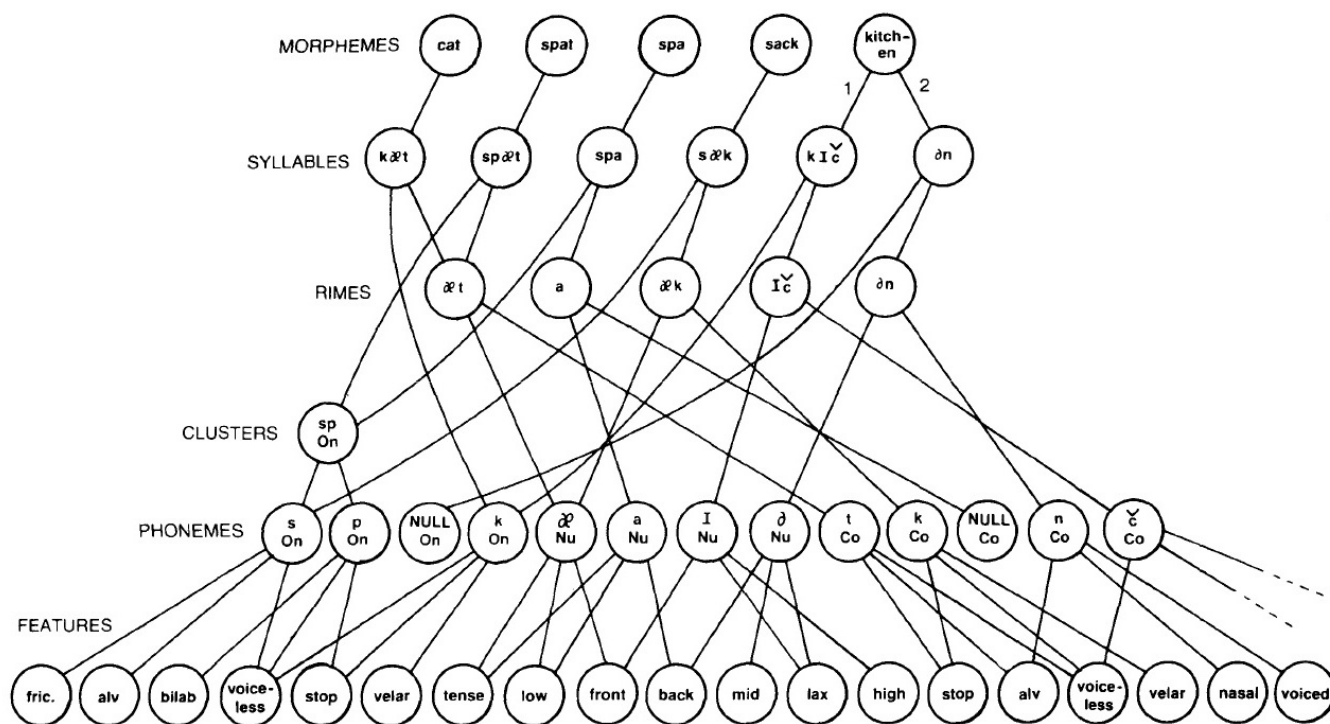 MORPHEMES cat spat spa sack kitch-
en
1 2
SYLLABLES kæt spæt spa sæk kIč ∂n
RIMES æt a æk Ič ∂n
CLUSTERS sp
On
PHONEMES s p NULL k æ a I ∂ t k NULL n č
On On On On Nu Nu Nu Nu Co Co Co Co Co
FEATURES
fric. alv bilab voice- stop velar tense low front back mid lax high stop alv voice- velar nasal voiced
less less